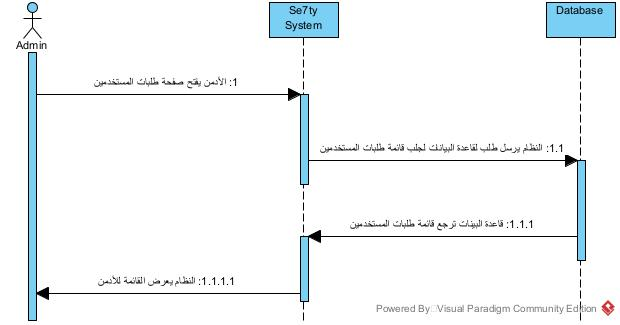 Se7ty
System
Database
Admin
1: الأدمن يفتح صفحة طلبات المستخدمين
1.1: النظام يرسل طلب لقاعدة البيانات لجلب قائمة طلبات المستخدمين
1.1.1: قاعدة البينات ترجع قائمة طلبات المستخدمين
1.1.1.1: النظام يعرض القائمة للأدمن
Powered By Visual Paradigm Community Edition